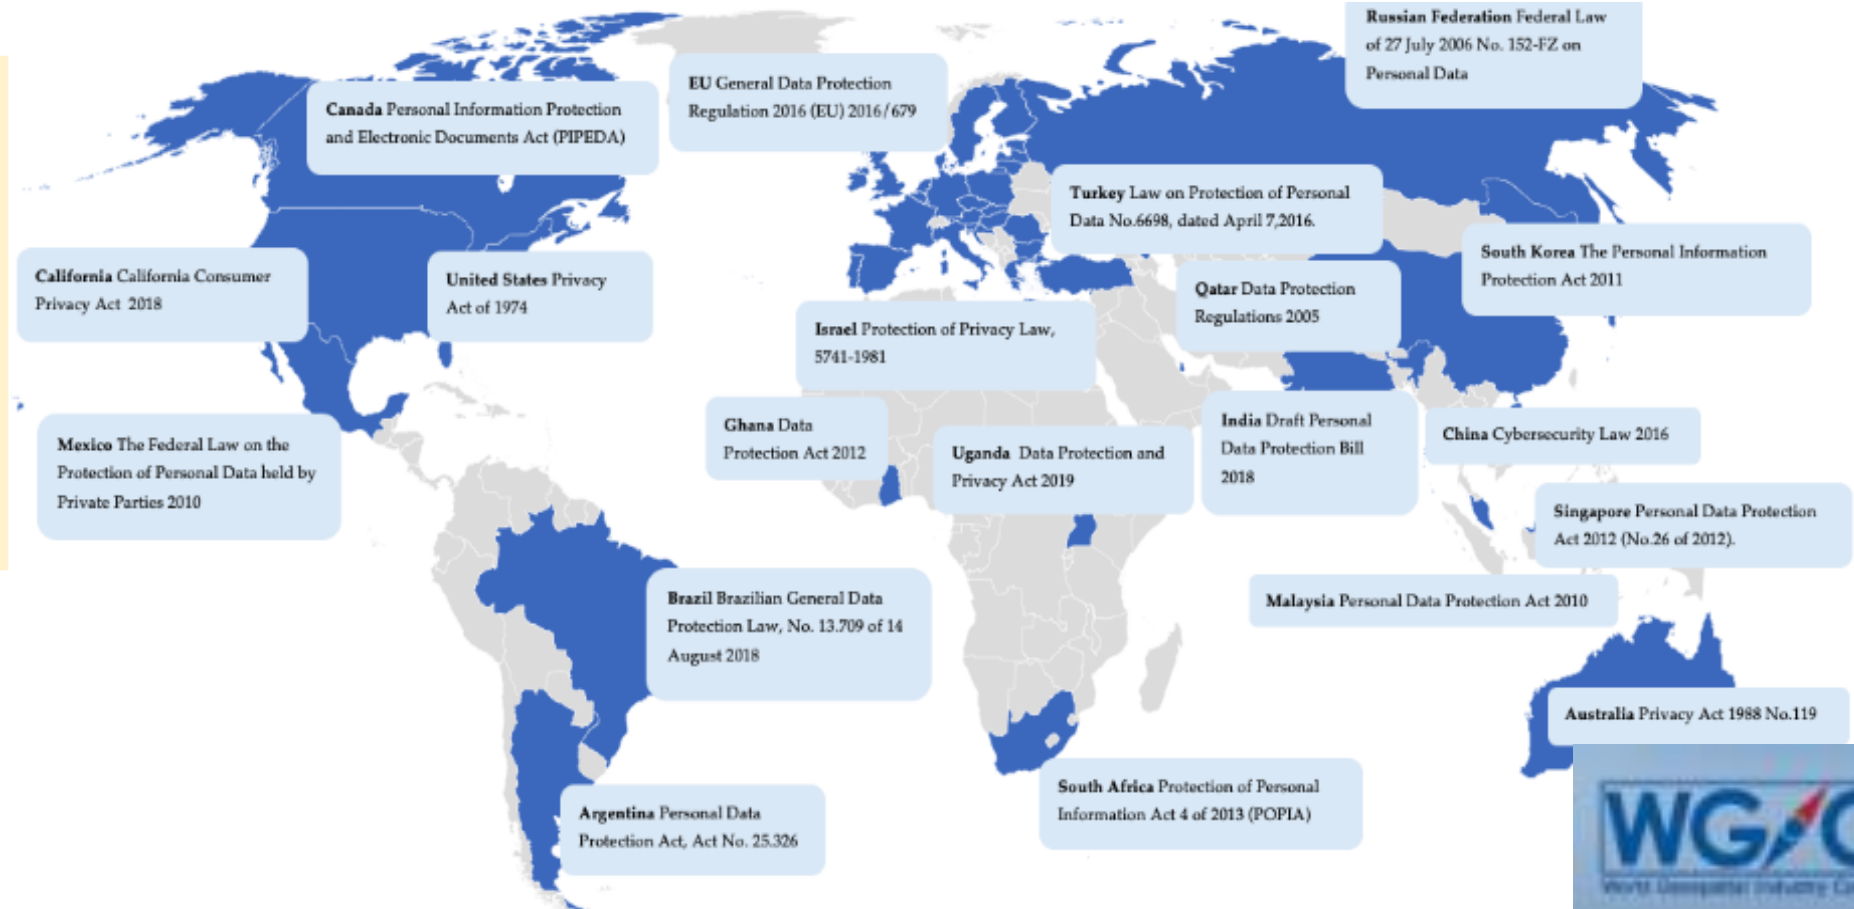 Russian Federation Federal Law
of 27 July 2006 No. 152-FZ on
Personal Data
EU General Data Protection
Regulation 2016 (EU) 2016/679
Canada Personal Information Protection
and Electronic Documents Act (PIPEDA)
Turkey Law on Protection of Personal
Data No.6698, dated April 7,2016.
South Korea The Personal Information
Protection Act 2011
California California Consumer
Privacy Act 2018
United States Privacy
Act of 1974
Qatar Data Protection
Regulations 2005
Israel Protection of Privacy Law,
5741-1981
Ghana Data
Protection Act 2012
Uganda Data Protection and
Privacy Act 2019
India Draft Personal
Data Protection Bill
2018
China Cybersecurity Law 2016
Mexico The Federal Law on the
Protection of Personal Data held by
Private Parties 2010
Singapore Personal Data Protection
Act 2012 (No.26 of 2012).
Malaysia Personal Data Protection Act 2010
Brazil Brazilian General Data
Protection Law, No. 13.709 of 14
August 2018
Australia Privacy Act 1988 No.119
South Africa Protection of Personal
Information Act 4 of 2013 (POPIA)
Argentina Personal Data
Protection Act, Act No. 25.326
WGIC
World Geospatial Industry